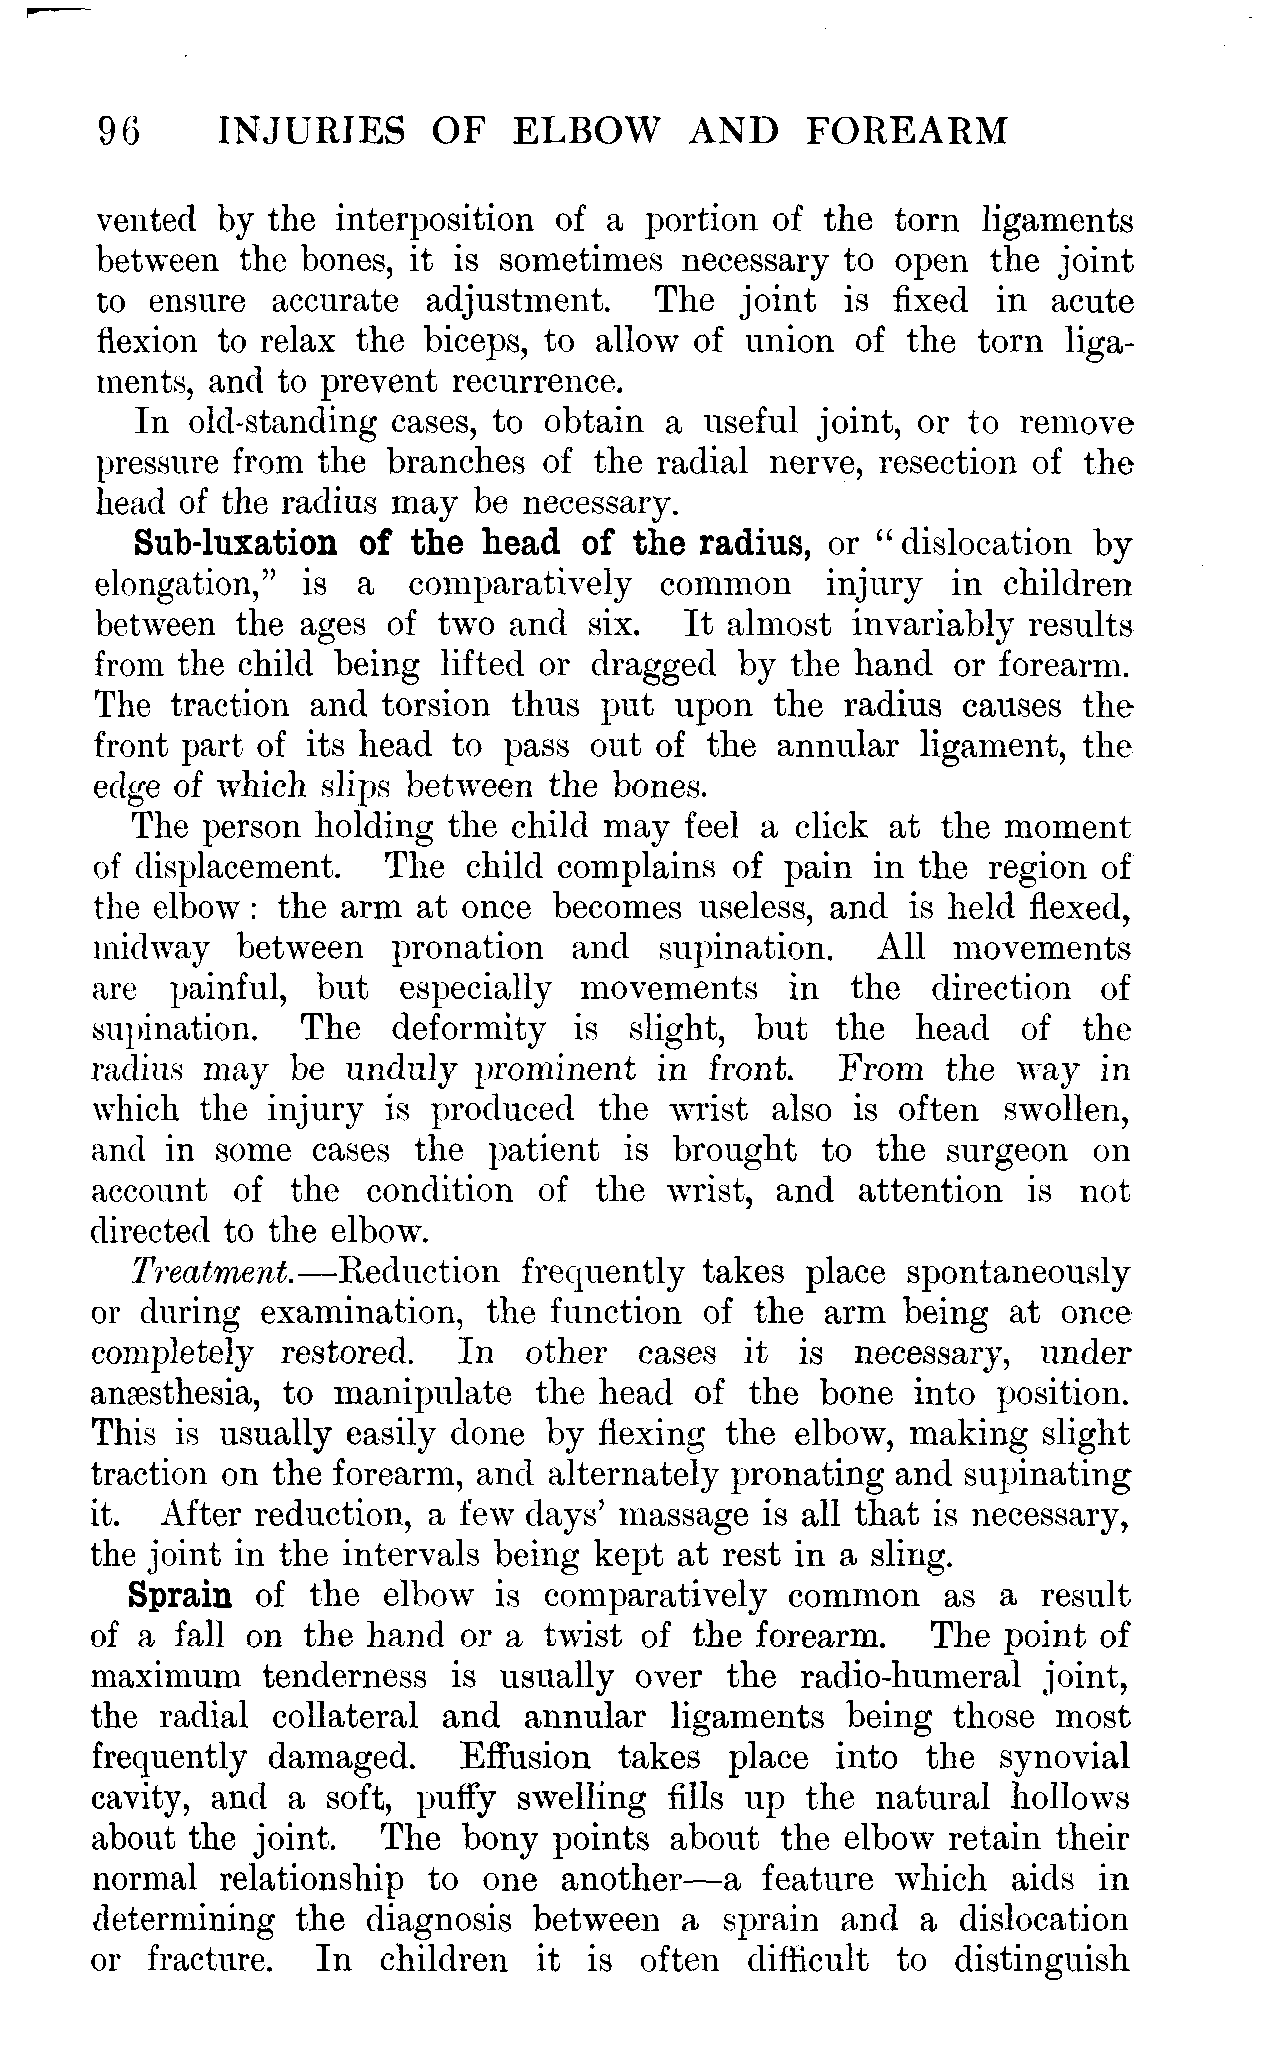 96 INJURIES OF ELBOW AND FOREARM
vented by the interposition of a portion of the torn ligaments
between the bones, it is sometimes necessary to open the joint
to ensure accurate adjustment. The joint is fixed in acute
flexion to relax the biceps, to allow of union of the torn liga-
ments, and to prevent recurrence.
In old-standing cases, to obtain a useful joint, or to remove
pressure from the branches of the radial nerve, resection of the
head of the radius may be necessary.
Sub-luxation of the head of the radius, or “dislocation by
elongation,” is a comparatively common injury in children
between the ages of two and six. It almost invariably results
from the child being lifted or dragged by the hand or forearm.
The traction and torsion thus put upon the radius causes the
front part of its head to pass out of the annular ligament, the
edge of which slips between the bones.
The person holding the child may feel a click at the moment
of displacement. The child complains of pain in the region of
the elbow : the arm at once becomes useless, and is held flexed,
midway between pronation and supination. All movements
are painful, but especially movements in the direction of
supination. The deformity is slight, but the head of the
radius may be unduly prominent in front. From the way in
which the injury is produced the wrist also is often swollen,
and in some cases the patient is brought to the surgeon on
account of the condition of the wrist, and attention is not
directed to the elbow.
Treatment.—Reduction frequently takes place spontaneously
or during examination, the function of the arm being at once
completely restored. In other cases it is necessary, under
anæsthesia, to manipulate the head of the bone into position.
This is usually easily done by flexing the elbow, making slight
traction on the forearm, and alternately pronating and supinating
it. After reduction, a few days’ massage is all that is necessary,
the joint in the intervals being kept at rest in a sling.
Sprain of the elbow is comparatively common as a result
of a fall on the hand or a twist of the forearm. The point of
maximum tenderness is usually over the radio-humeral joint,
the radial collateral and annular ligaments being those most
frequently damaged. Effusion takes place into the synovial
cavity, and a soft, puffy swelling fills up the natural hollows
about the joint. The bony points about the elbow retain their
normal relationship to one another—a feature which aids in
determining the diagnosis between a sprain and a dislocation
or fracture. In children it is often difficult to distinguish